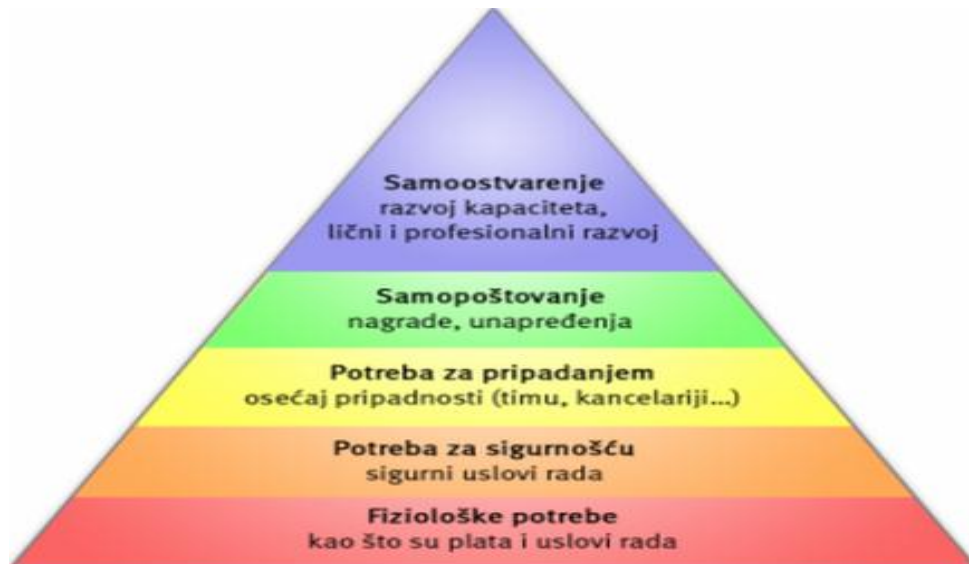 Samoostvarenje
razvoj kapaciteta,
lični i profesionalni razvoj
Samopoštovanje
nagrade, unapređenja
Potreba za pripadanjem
osećaj pripadnosti (timu, kancelariji...)
Potreba za sigurnošću
sigurni uslovi rada
Fiziološke potrebe
kao što su plata i uslovi rada